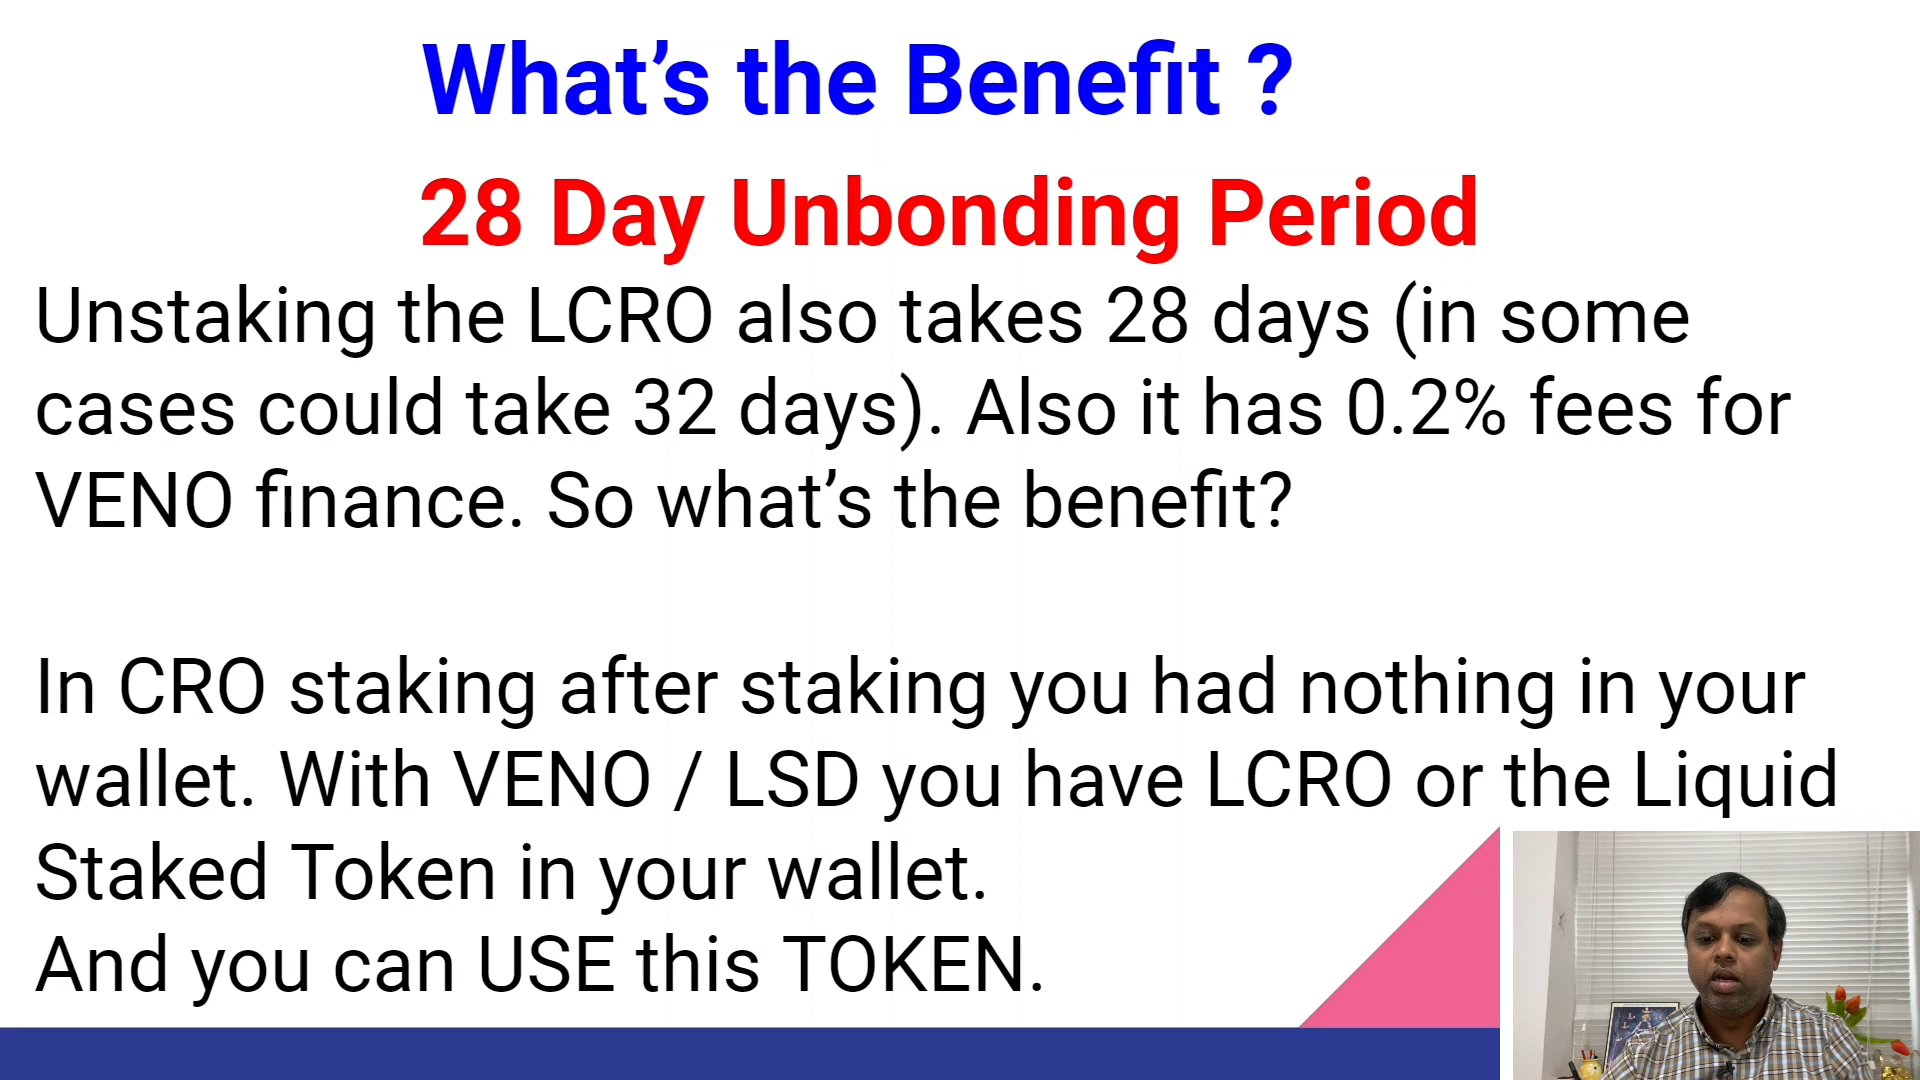 What’s the Benefit ?
28 Day Unbonding Period
Unstaking the LCRO also takes 28 days (in some
cases could take 32 days). Also it has 0.2% fees for
VENO finance. So what’s the benefit?
In CRO staking after staking you had nothing in your
wallet. With VENO / LSD you have LCRO or the Liquid
Staked Token in your wallet.
And you can USE this TOKEN.